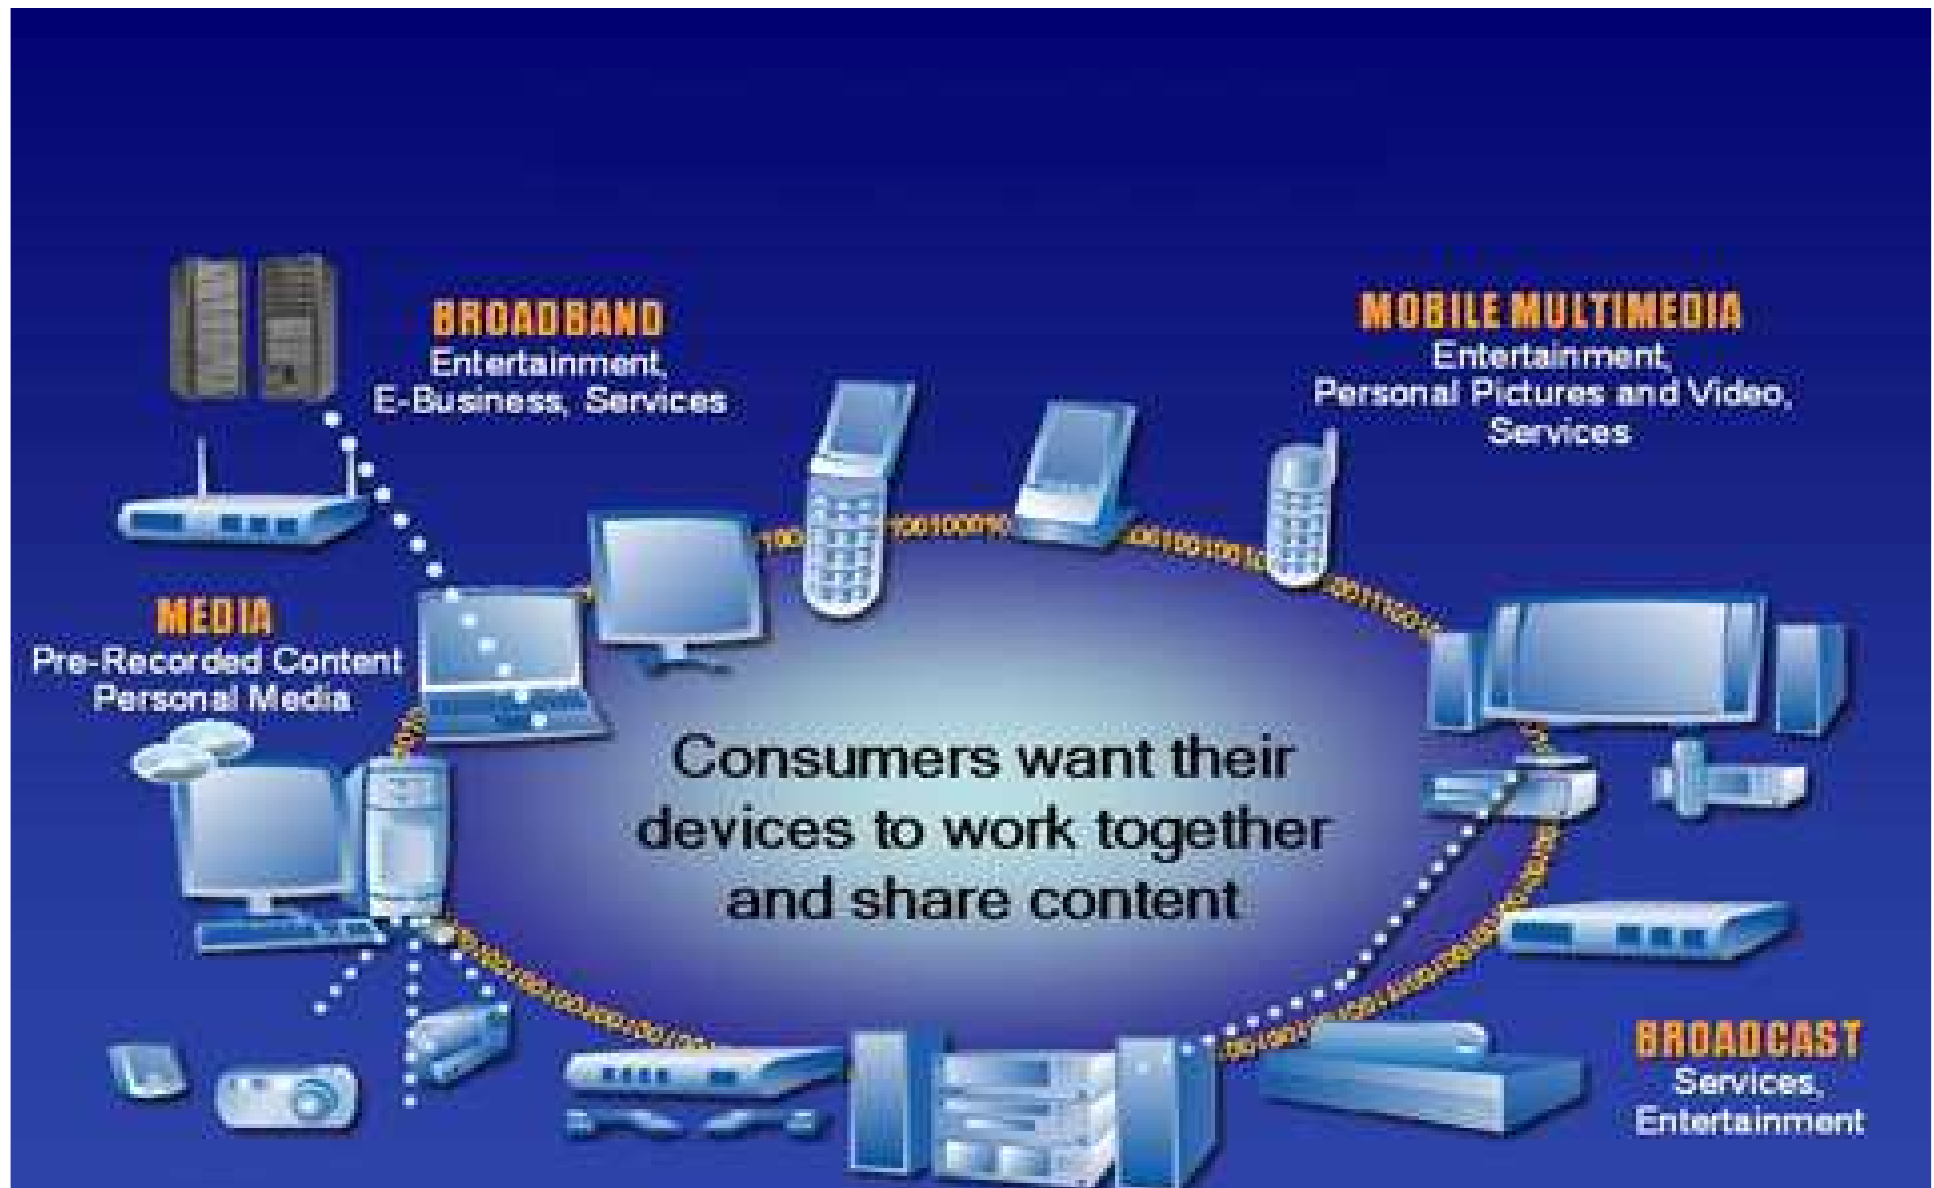 BROADBAND
Entertainment,
E-Business, Services
MOBILE MULTIMEDIA
Entertainment,
Personal Pictures and Video,
Services
MEDIA
Pre-Recorded Content
Personal Media
Consumers want their
devices to work together
and share content
BROADCAST
Services,
Entertainment